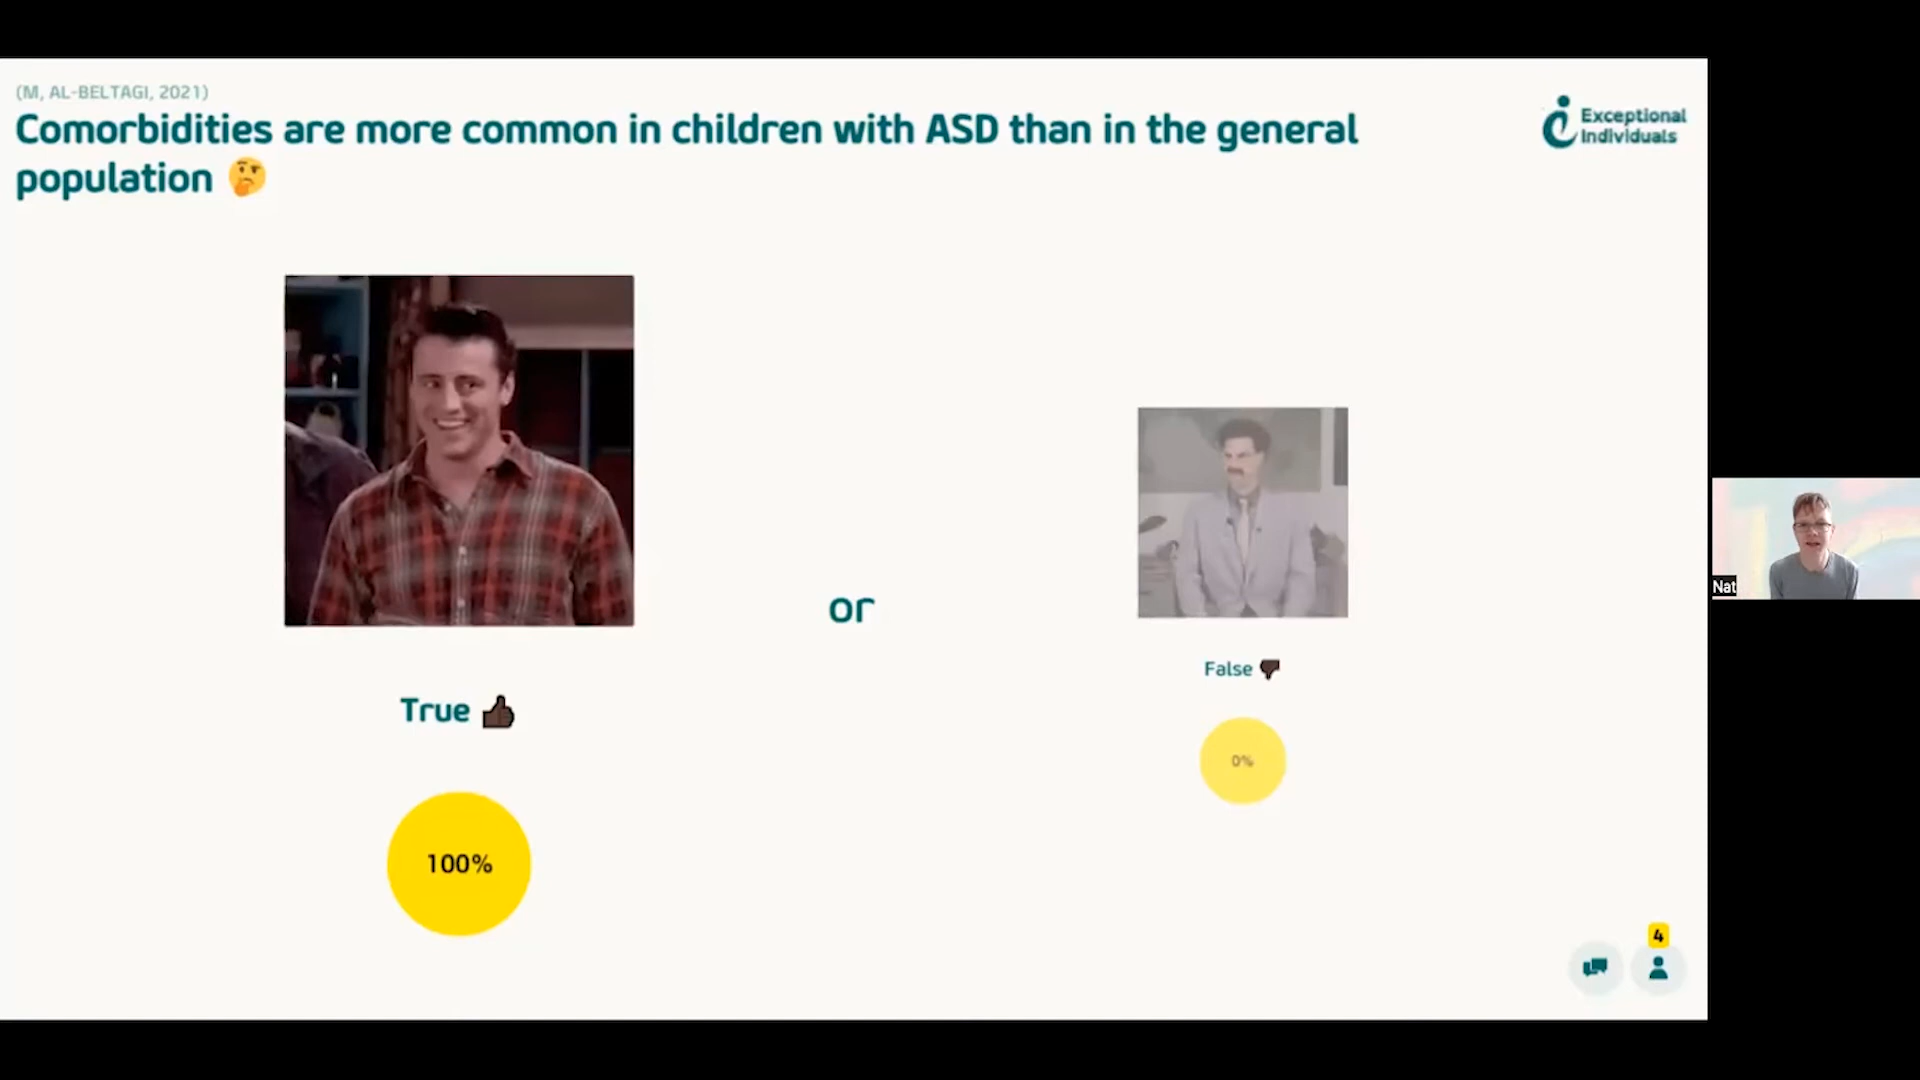 (M, AL-BELTAGI, 2021)
Comorbidities are more common in children with ASD than in the general
population 🤔
Exceptional
Individuals
or
True 👍🏿
False 👎🏿
100%
0%
4
Nat